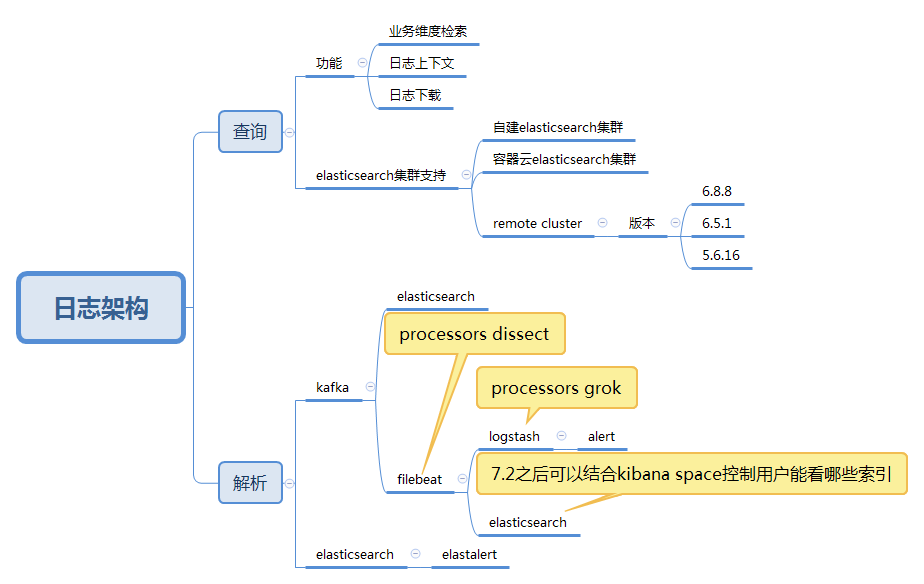 日志架构
查询
功能
业务维度检索
日志上下文
日志下载
elasticsearch集群支持
自建elasticsearch集群
容器云elasticsearch集群
remote cluster
版本
6.8.8
6.5.1
5.6.16
解析
kafka
elasticsearch
processors dissect
filebeat
processors grok
logstash
alert
7.2之后可以结合kibana space控制用户能看哪些索引
elasticsearch
elasticsearch
elastalert